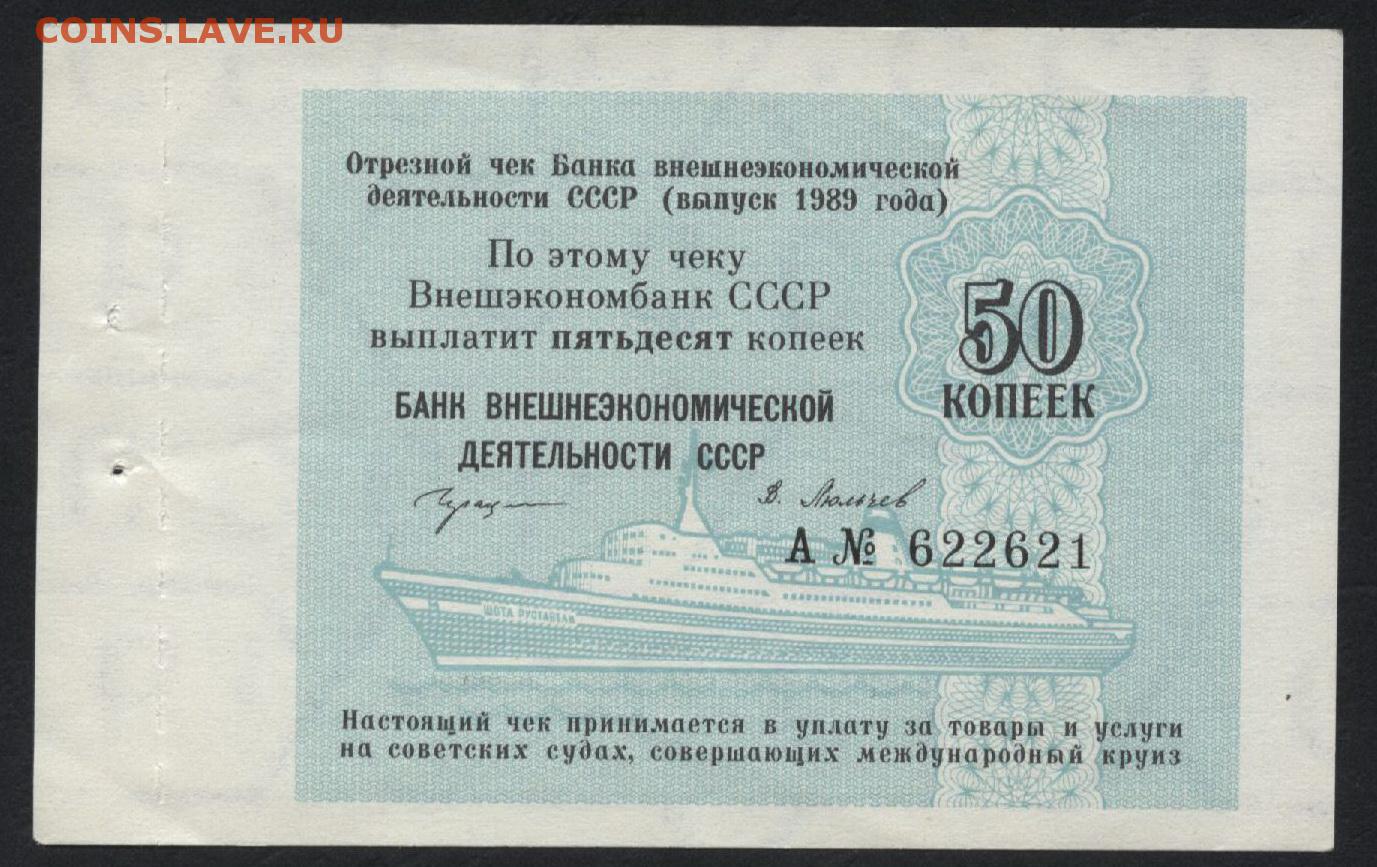 COINS.LAVE.RU
Отрезной чек Банка внешнеэкономической
деятельности СССР (выпуск 1989 года)
По этому чеку
Внешэкономбанк СССР
выплатит пятьдесят копеек
50
КОПЕЕК
БАНК ВНЕШНЕЭКОНОМИЧЕСКОЙ
ДЕЯТЕЛЬНОСТИ СССР
В. Люльчев
А № 622621
ШОТА РУСТАВЕЛИ
Настоящий чек принимается в уплату за товары и услуги
на советских судах, совершающих международный круиз